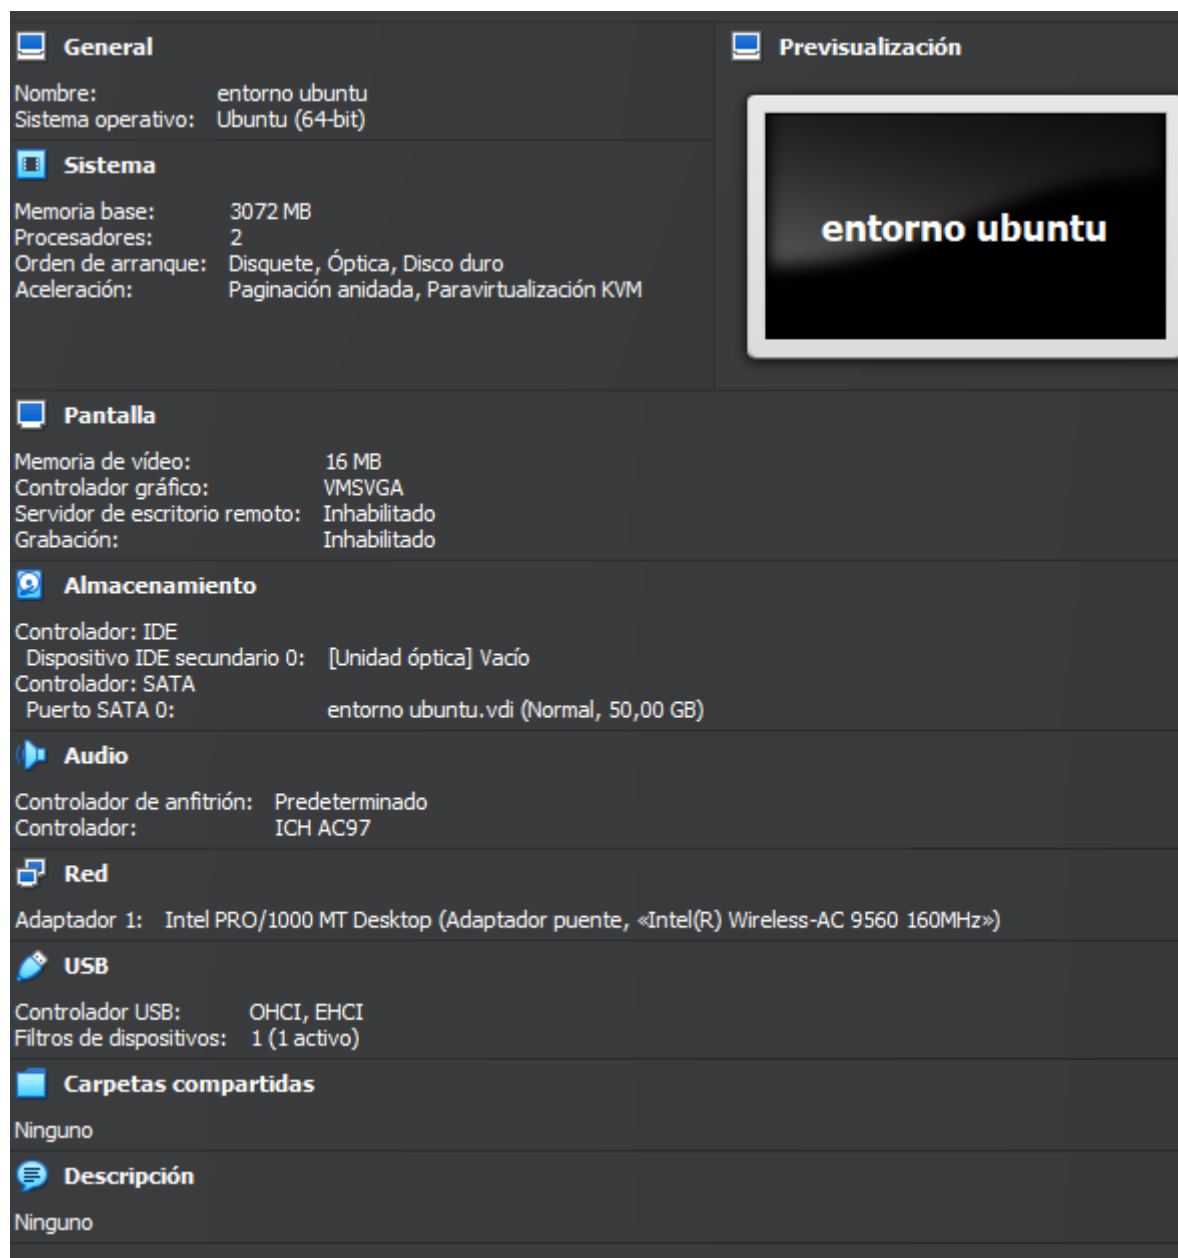 General
Nombre: entorno ubuntu
Sistema operativo: Ubuntu (64-bit)
Sistema
Memoria base: 3072 MB
Procesadores: 2
Orden de arranque: Disquete, Óptica, Disco duro
Aceleración: Paginación anidada, Paravirtualización KVM
Previsualización
entorno ubuntu
Pantalla
Memoria de vídeo: 16 MB
Controlador gráfico: VMSVGA
Servidor de escritorio remoto: Inhabilitado
Grabación: Inhabilitado
Almacenamiento
Controlador: IDE
Dispositivo IDE secundario 0: [Unidad óptica] Vacío
Controlador: SATA
Puerto SATA 0: entorno ubuntu.vdi (Normal, 50,00 GB)
Audio
Controlador de anfitrión: Predeterminado
Controlador: ICH AC97
Red
Adaptador 1: Intel PRO/1000 MT Desktop (Adaptador puente, «Intel(R) Wireless-AC 9560 160MHz»)
USB
Controlador USB: OHCI, EHCI
Filtros de dispositivos: 1 (1 activo)
Carpetas compartidas
Ninguno
Descripción
Ninguno